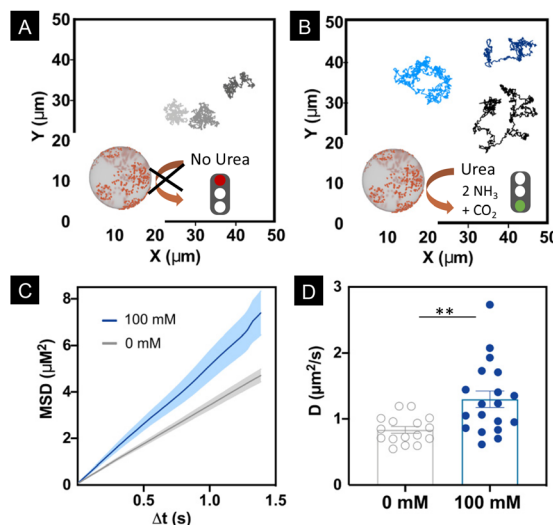 A
50
40
30
20
10
0
Y (μm)
No Urea
10 20 30 40 50
X (μm)
B
50
40
30
20
10
0
Y (μm)
Urea
2 NH₃
+ CO₂
10 20 30 40 50
X (μm)
C
8
6
4
2
0
MSD (μM²)
100 mM
0 mM
0.5 1.0 1.5
Δt (s)
D
3
2
1
0
D (μm²/s)
**
0 mM 100 mM